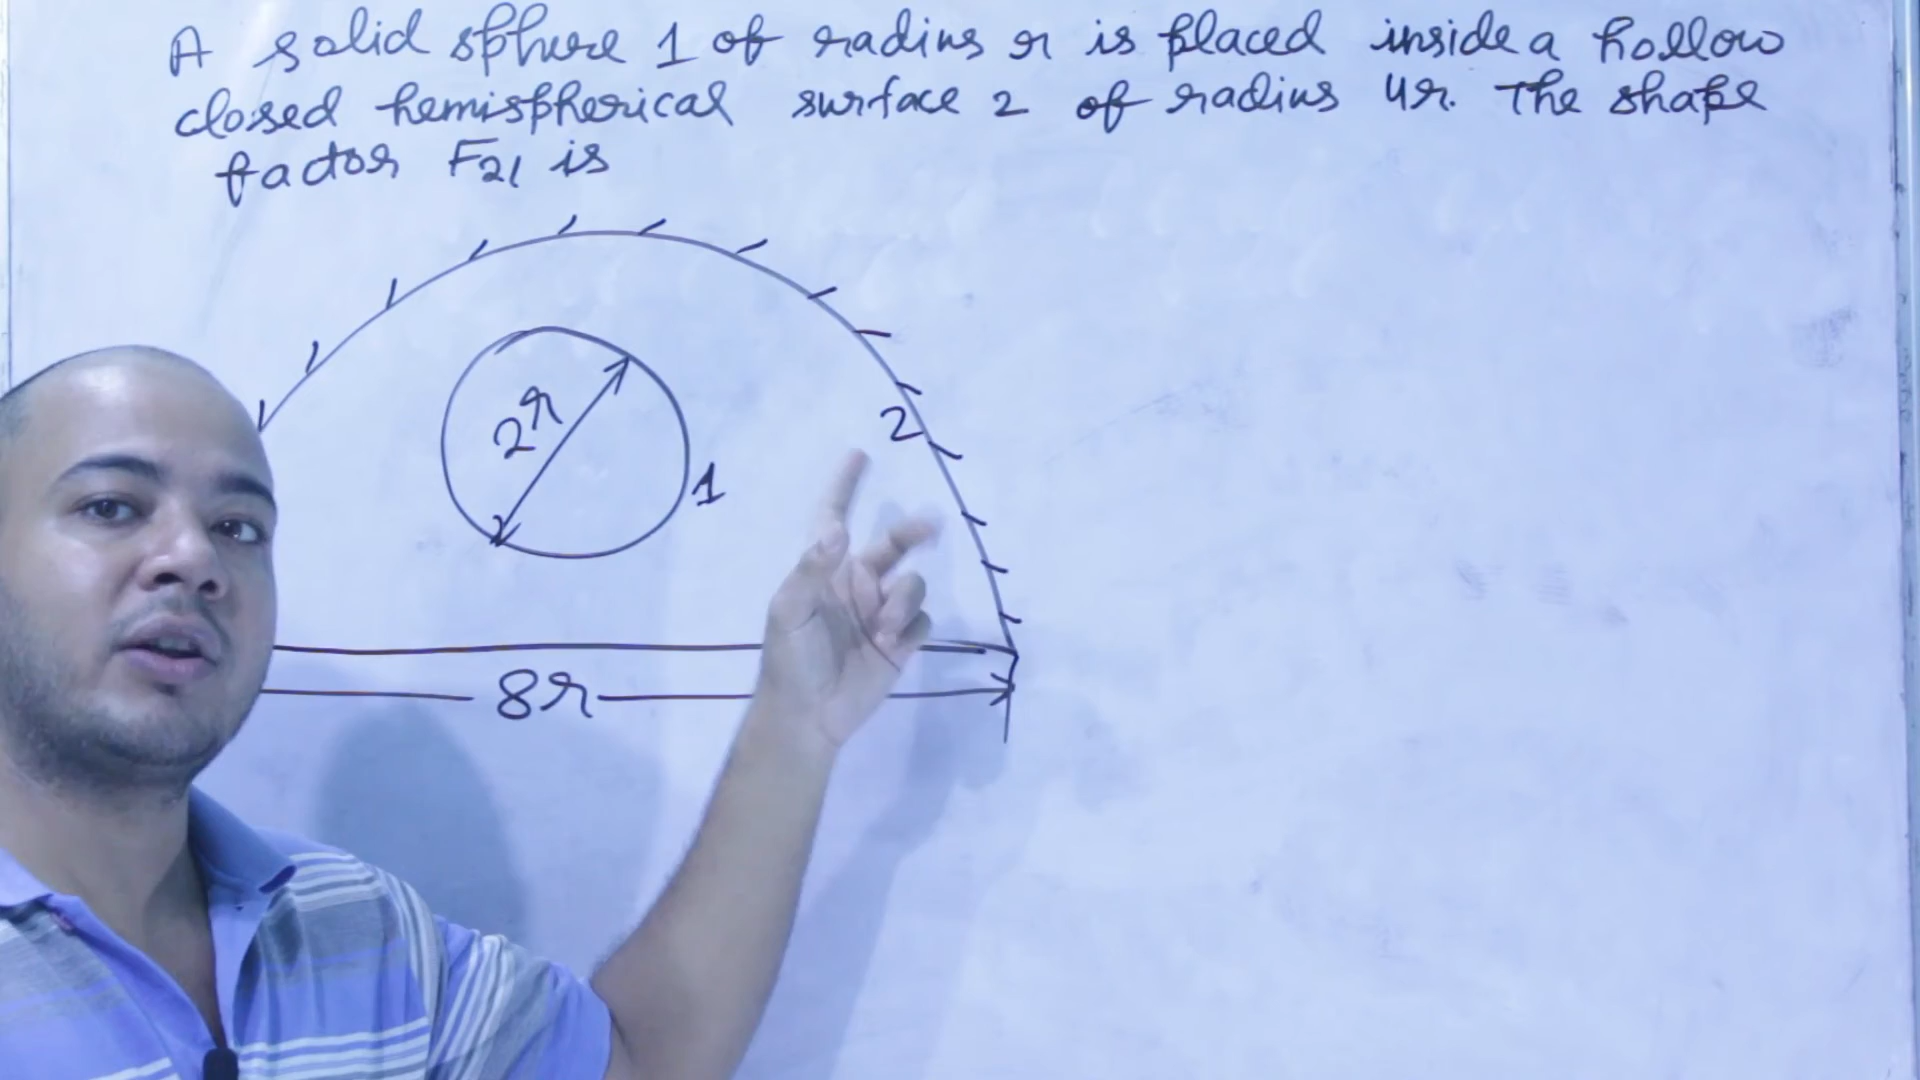 A solid sphere 1 of radius r is placed inside a hollow
closed hemispherical surface 2 of radius 4r. The shape
factor F21 is
2r
2
1
8r